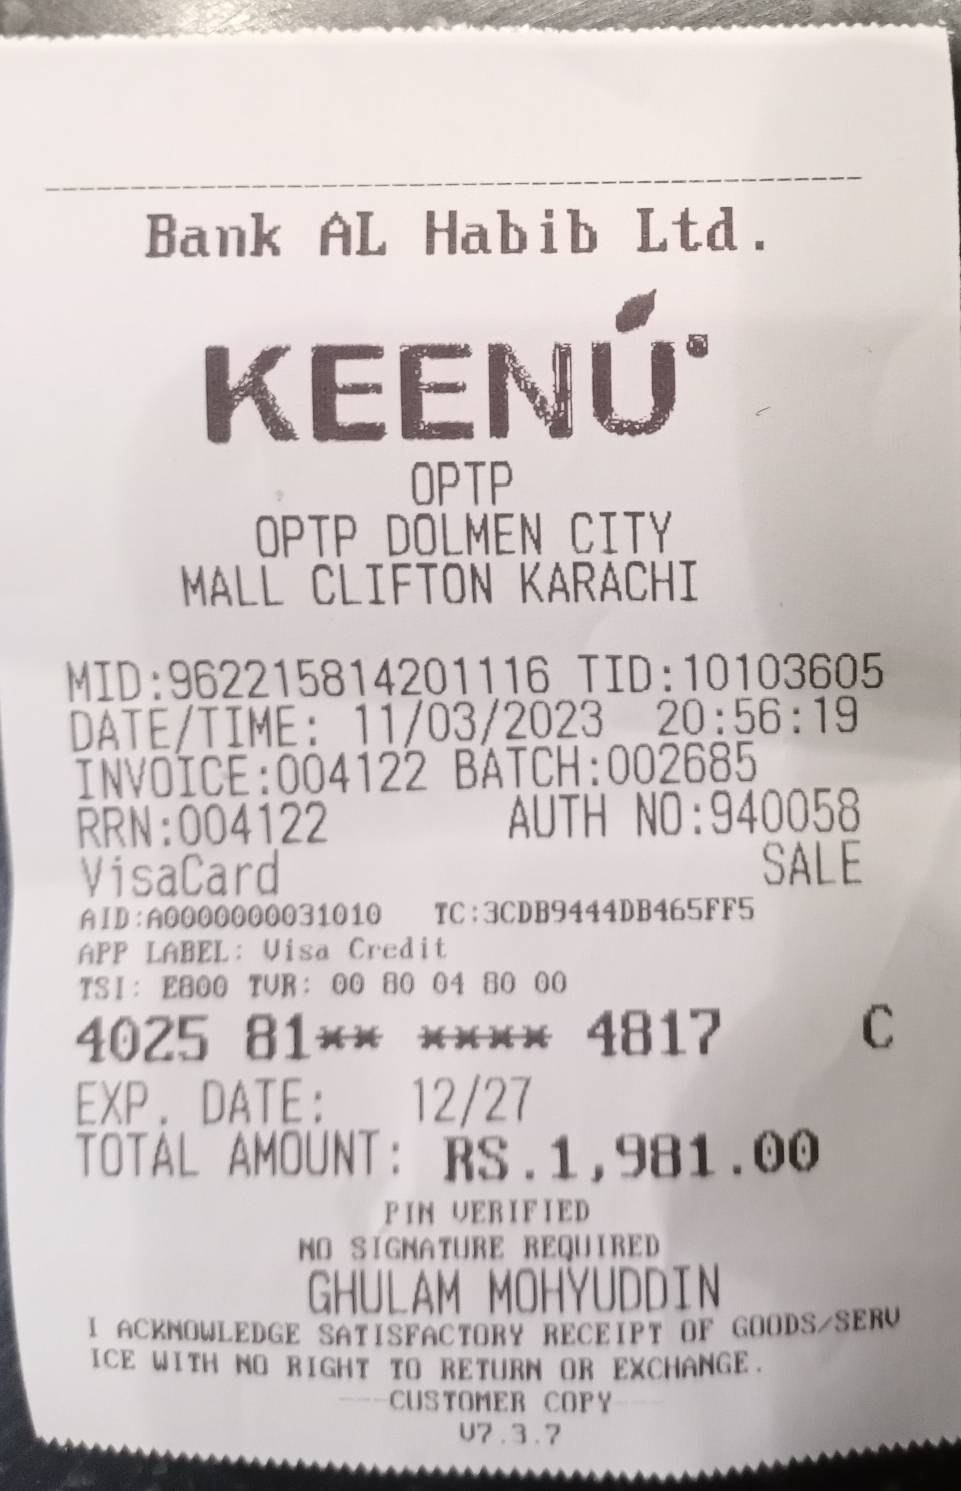 Bank AL Habib Ltd.
KEENÚ®
OPTP
OPTP DOLMEN CITY
MALL CLIFTON KARACHI
MID:962215814201116 TID:10103605
DATE/TIME: 11/03/2023 20:56:19
INVOICE:004122 BATCH:002685
RRN:004122 AUTH NO:940058
VisaCard SALE
AID:A0000000031010 TC:3CDB9444DB465FF5
APP LABEL: Visa Credit
TSI: E800 TVR: 00 80 04 80 00
4025 81** **** 4817 C
EXP. DATE: 12/27
TOTAL AMOUNT: RS.1,981.00
PIN VERIFIED
NO SIGNATURE REQUIRED
GHULAM MOHYUDDIN
I ACKNOWLEDGE SATISFACTORY RECEIPT OF GOODS/SERV
ICE WITH NO RIGHT TO RETURN OR EXCHANGE.
----CUSTOMER COPY----
V7.3.7